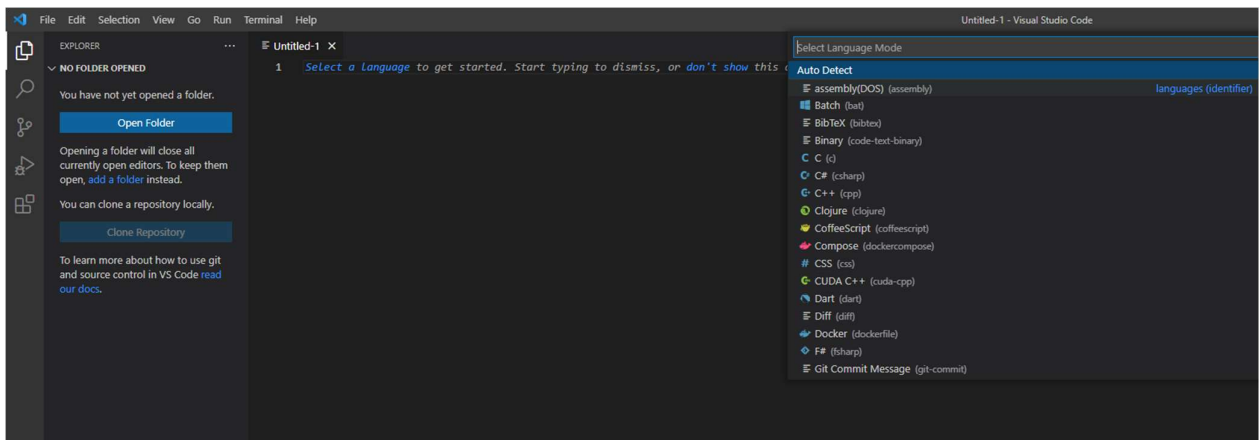 File Edit Selection View Go Run Terminal Help
Untitled-1 - Visual Studio Code
EXPLORER
NO FOLDER OPENED
You have not yet opened a folder.
Open Folder
Opening a folder will close all
currently open editors. To keep them
open, add a folder instead.
You can clone a repository locally.
Clone Repository
To learn more about how to use git
and source control in VS Code read
our docs.
Untitled-1
1 Select a language to get started. Start typing to dismiss, or don't show this
Select Language Mode
Auto Detect
assembly(DOS) (assembly) languages (identifier)
Batch (bat)
BibTeX (bibtex)
Binary (code-text-binary)
C (c)
C# (csharp)
C++ (cpp)
Clojure (clojure)
CoffeeScript (coffeescript)
Compose (dockercompose)
CSS (css)
CUDA C++ (cuda-cpp)
Dart (dart)
Diff (diff)
Docker (dockerfile)
F# (fsharp)
Git Commit Message (git-commit)